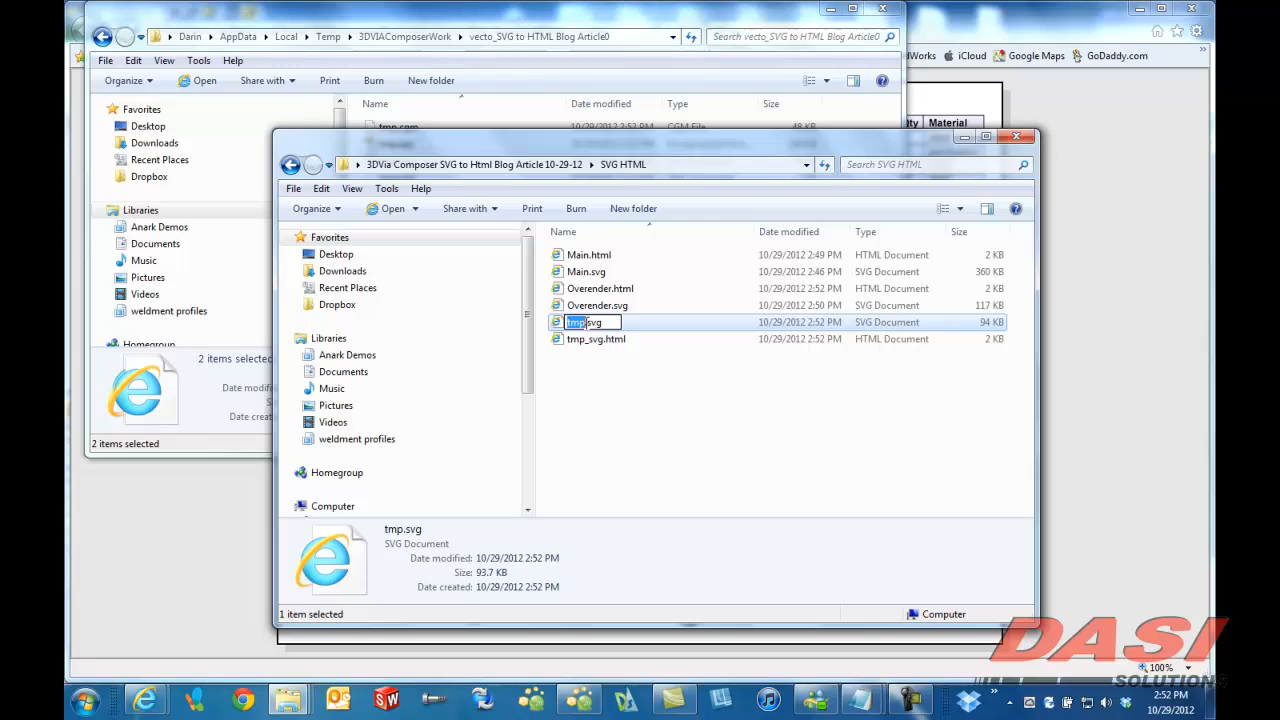 Darin ▸ AppData ▸ Local ▸ Temp ▸ 3DVIAComposerWork ▸ vecto_SVG to HTML Blog Article0
Search vecto_SVG to HTML Blog Article0
Works iCloud Google Maps GoDaddy.com
File Edit View Tools Help
Organize Open Share with Print Burn New folder
Name Date modified Type Size
Favorites
Desktop
Downloads
Recent Places
Dropbox
Libraries
Anark Demos
Documents
Music
Pictures
Videos
weldment profiles
Homegroup
tmp.cgm 10/29/2012 2:52 PM CGM File 48 KB
Material
2 items selected
Date modifi
Date created:
2 items selected
3DVia Composer SVG to Html Blog Article 10-29-12 ▸ SVG HTML
Search SVG HTML
File Edit View Tools Help
Organize Open Share with Print Burn New folder
Favorites
Desktop
Downloads
Recent Places
Dropbox
Libraries
Anark Demos
Documents
Music
Pictures
Videos
weldment profiles
Homegroup
Computer
Name Date modified Type Size
Main.html 10/29/2012 2:49 PM HTML Document 2 KB
Main.svg 10/29/2012 2:46 PM SVG Document 360 KB
Overender.html 10/29/2012 2:52 PM HTML Document 2 KB
Overender.svg 10/29/2012 2:50 PM SVG Document 117 KB
tmp.svg 10/29/2012 2:52 PM SVG Document 94 KB
tmp_svg.html 10/29/2012 2:52 PM HTML Document 2 KB
tmp.svg
SVG Document
Date modified: 10/29/2012 2:52 PM
Size: 93.7 KB
Date created: 10/29/2012 2:52 PM
1 item selected
Computer
DASI
SOLUTIONS
100%
2:52 PM
10/29/2012